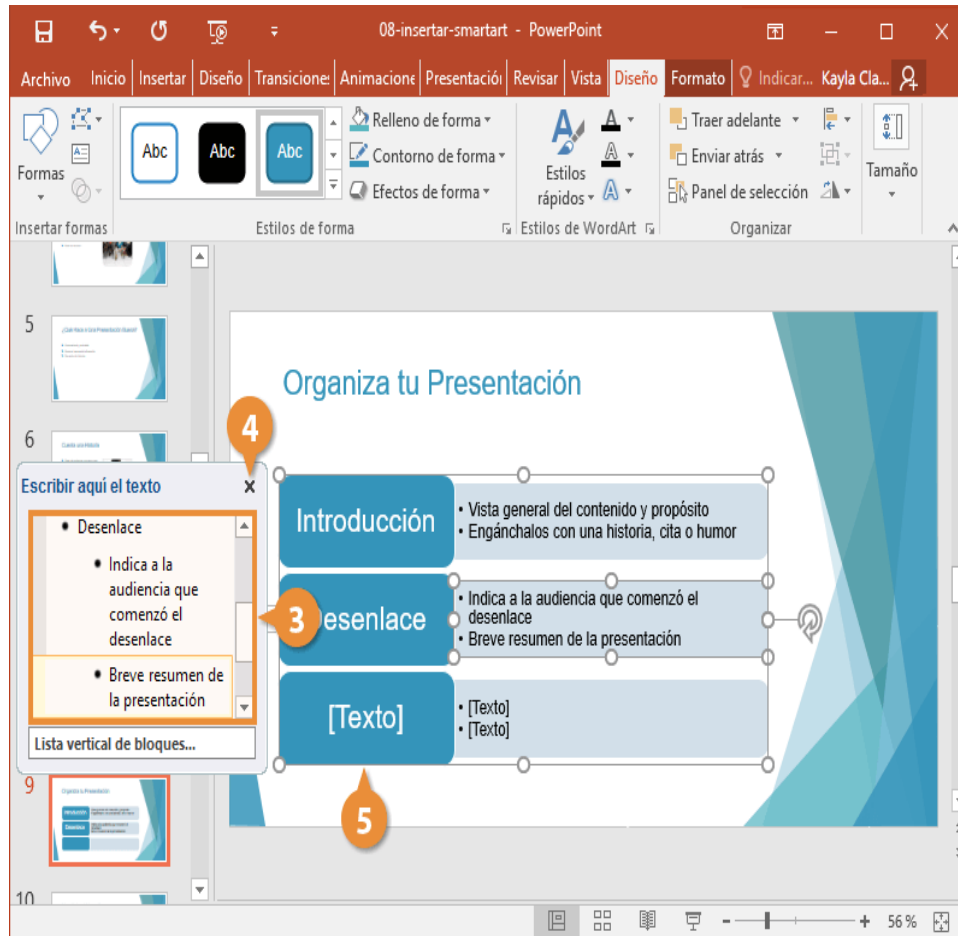 08-insertar-smartart - PowerPoint
Archivo Inicio Insertar Diseño Transicione: Animacione Presentació Revisar Vista Diseño Formato Indicar... Kayla Cla...
Formas
Insertar formas
Abc Abc Abc
Relleno de forma
Contorno de forma
Efectos de forma
Estilos de forma
Estilos
rápidos
Estilos de WordArt
Traer adelante
Enviar atrás
Panel de selección
Organizar
Tamaño
5
6
Cuenta una Historia
9
Organiza tu Presentación
Introducción
Desenlace
10
Escribir aquí el texto
4
• Desenlace
• Indica a la
audiencia que
comenzó el
desenlace
• Breve resumen de
la presentación
3
Lista vertical de bloques...
Organiza tu Presentación
Introducción
• Vista general del contenido y propósito
• Engánchalos con una historia, cita o humor
Desenlace
• Indica a la audiencia que comenzó el
desenlace
• Breve resumen de la presentación
[Texto]
• [Texto]
• [Texto]
5
56 %